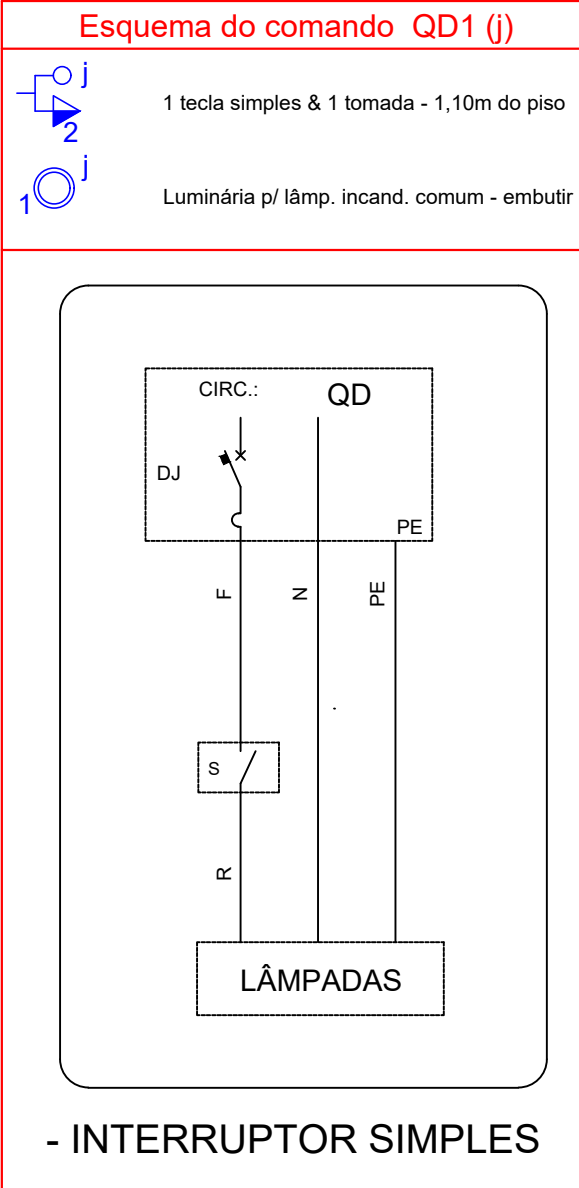 Esquema do comando QD1 (j)
j
1 tecla simples & 1 tomada - 1,10m do piso
2
j
1
Luminária p/ lâmp. incand. comum - embutir
CIRC.: QD
DJ
PE
F N PE
S
R
LÂMPADAS
- INTERRUPTOR SIMPLES